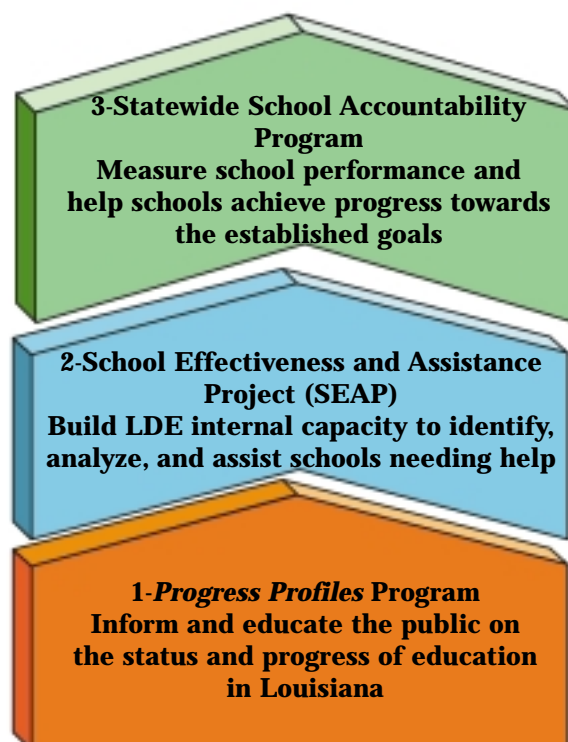 3-Statewide School Accountability
Program
Measure school performance and
help schools achieve progress towards
the established goals
2-School Effectiveness and Assistance
Project (SEAP)
Build LDE internal capacity to identify,
analyze, and assist schools needing help
1-Progress Profiles Program
Inform and educate the public on
the status and progress of education
in Louisiana